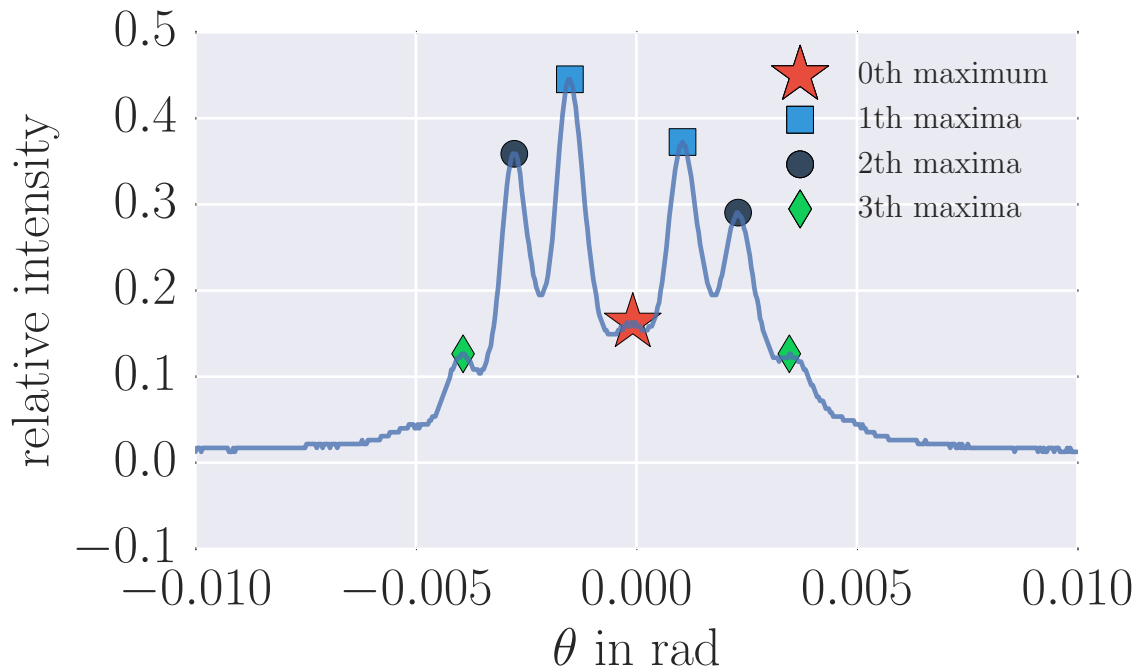 0.5
0.4
0.3
0.2
0.1
0.0
−0.1
relative intensity
0th maximum
1th maxima
2th maxima
3th maxima
−0.010 −0.005 0.000 0.005 0.010
θ in rad